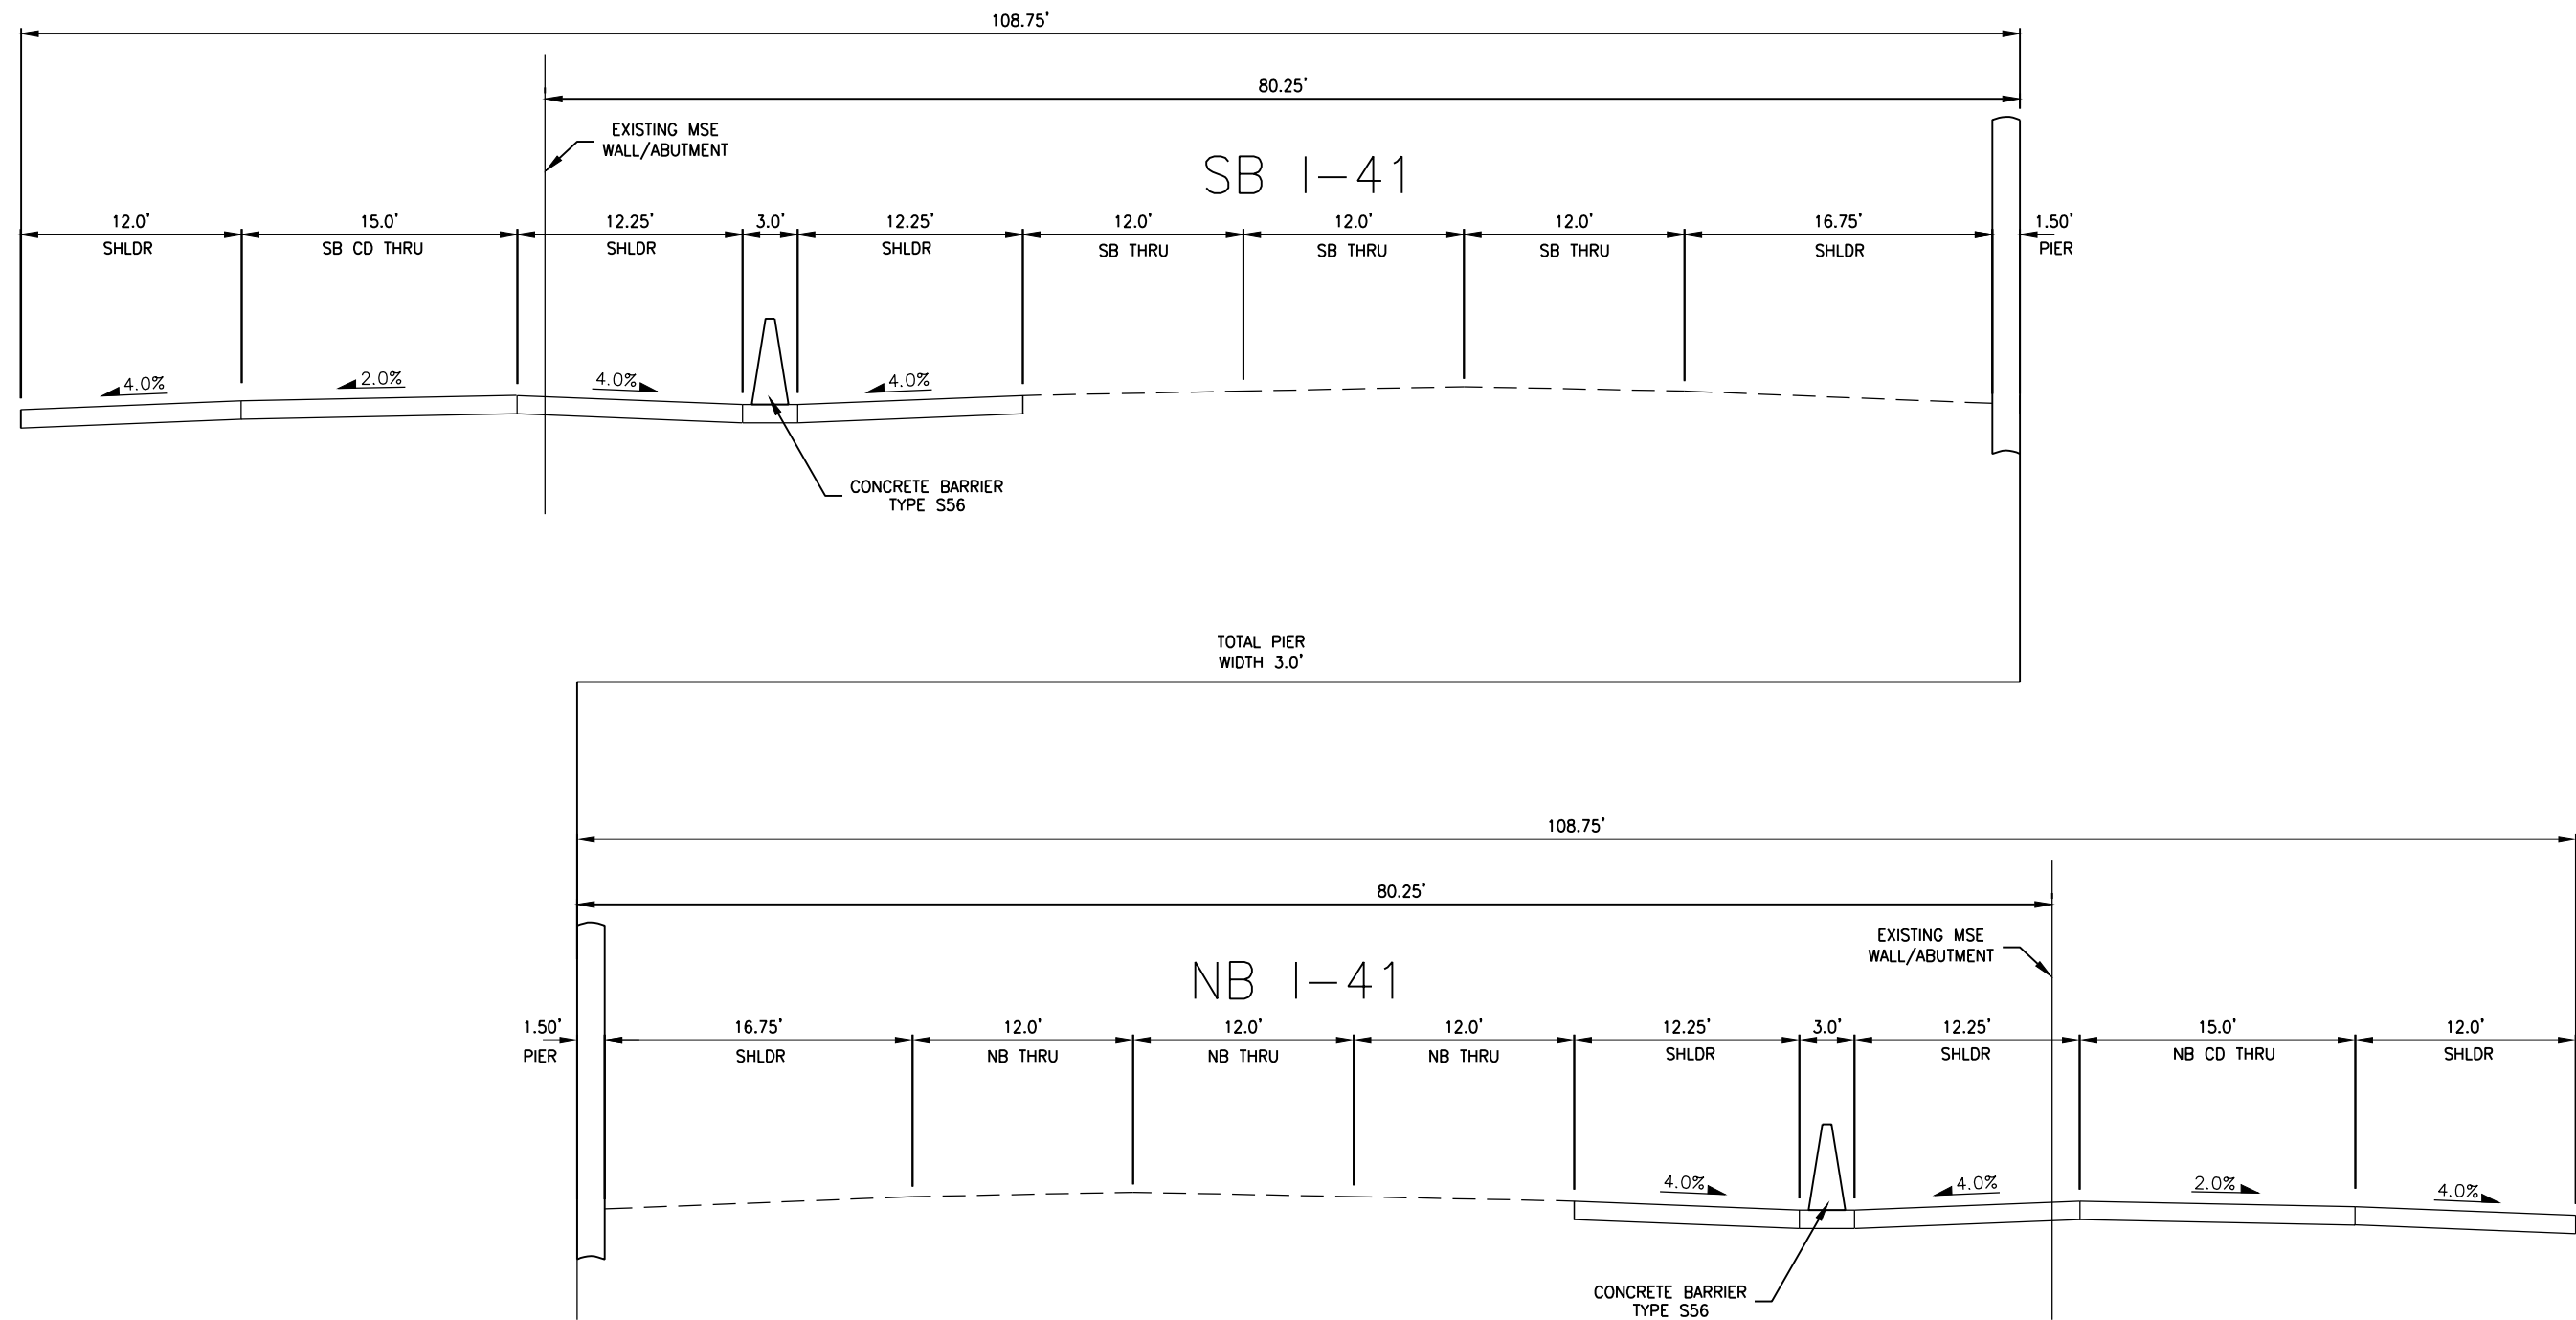 108.75'
80.25'
EXISTING MSE
WALL/ABUTMENT
SB I-41
12.0' 15.0' 12.25' 3.0' 12.25' 12.0' 12.0' 12.0' 16.75' 1.50'
SHLDR SB CD THRU SHLDR SHLDR SB THRU SB THRU SB THRU SHLDR PIER
4.0% 2.0% 4.0% 4.0%
CONCRETE BARRIER
TYPE S56
TOTAL PIER
WIDTH 3.0'
108.75'
80.25'
EXISTING MSE
WALL/ABUTMENT
NB I-41
1.50' 16.75' 12.0' 12.0' 12.0' 12.25' 3.0' 12.25' 15.0' 12.0'
PIER SHLDR NB THRU NB THRU NB THRU SHLDR SHLDR NB CD THRU SHLDR
4.0% 4.0% 2.0% 4.0%
CONCRETE BARRIER
TYPE S56